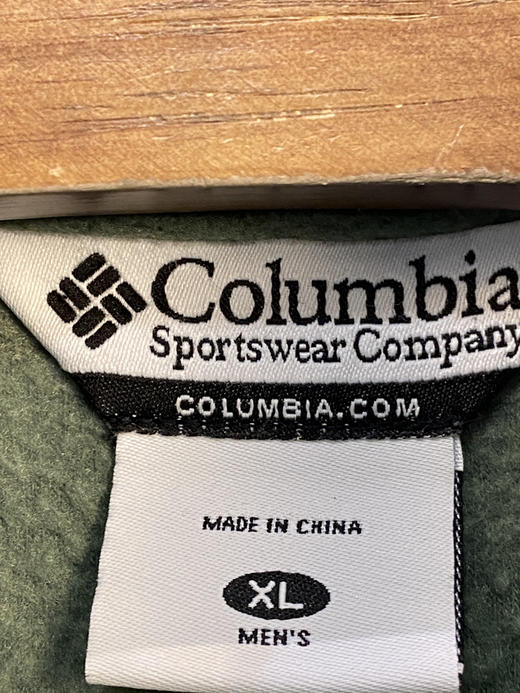 Columbia
Sportswear Company
COLUMBIA.COM
MADE IN CHINA
XL
MEN'S